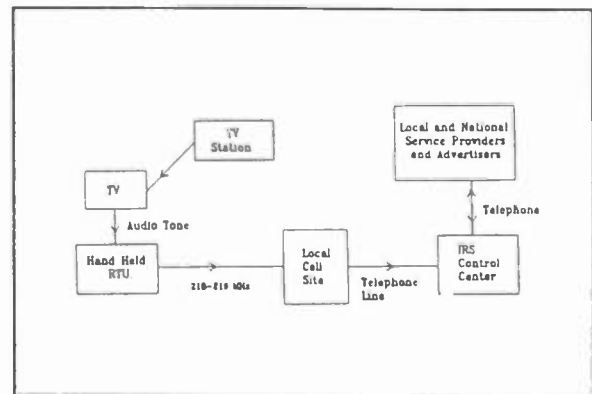 TV
Station
Local and National
Service Providers
and Advertisers
TV
Audio Tone
Telephone
Hand Held
RTU
Local
Cell
Site
IRS
Control
Center
218-219 MHz
Telephone
Line